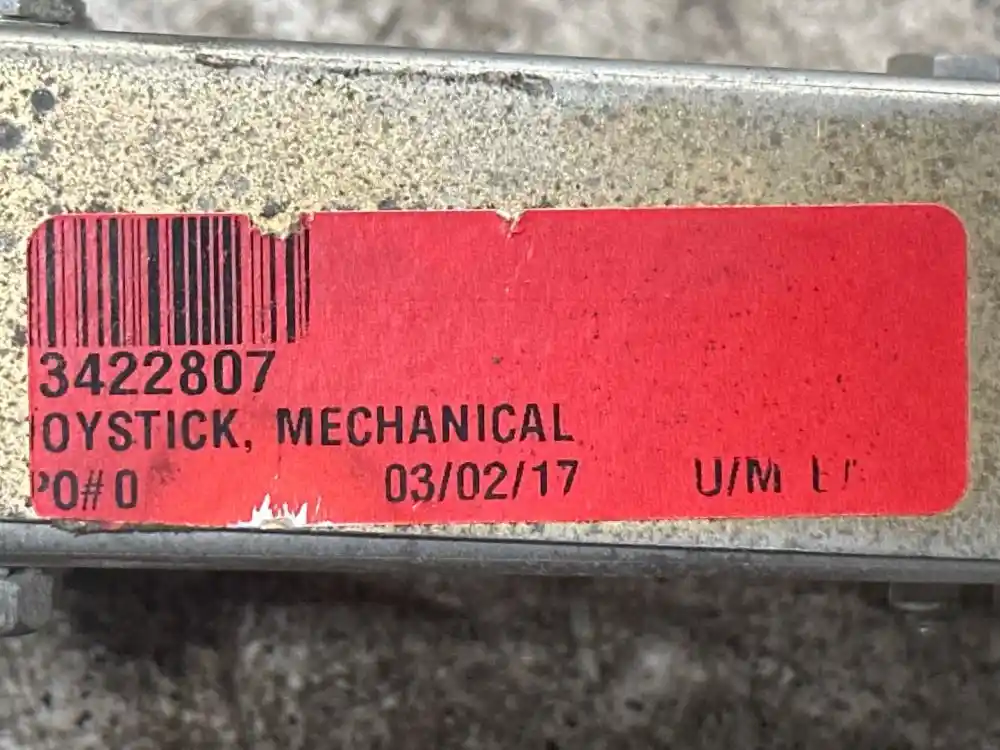 3422807
OYSTICK, MECHANICAL
PO# 0 03/02/17 U/M